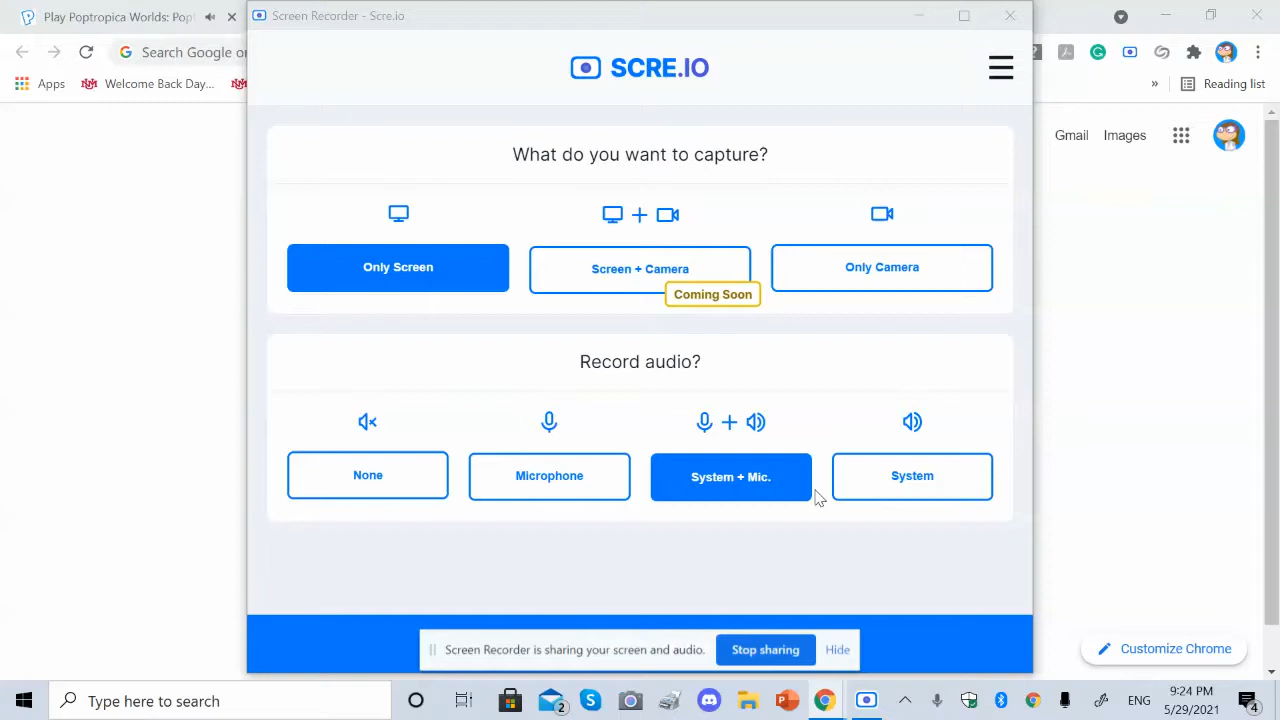 Play Poptropica Worlds: Poptr
Screen Recorder - Scre.io
Search Google or
Apps
Welcome Back Day...
Reading list
SCRE.IO
Gmail
Images
What do you want to capture?
Only Screen
Screen + Camera
Only Camera
Coming Soon
Record audio?
None
Microphone
System + Mic.
System
Screen Recorder is sharing your screen and audio.
Stop sharing
Hide
Customize Chrome
Type here to search
2
ENG
9:24 PM
5/29/2021
4